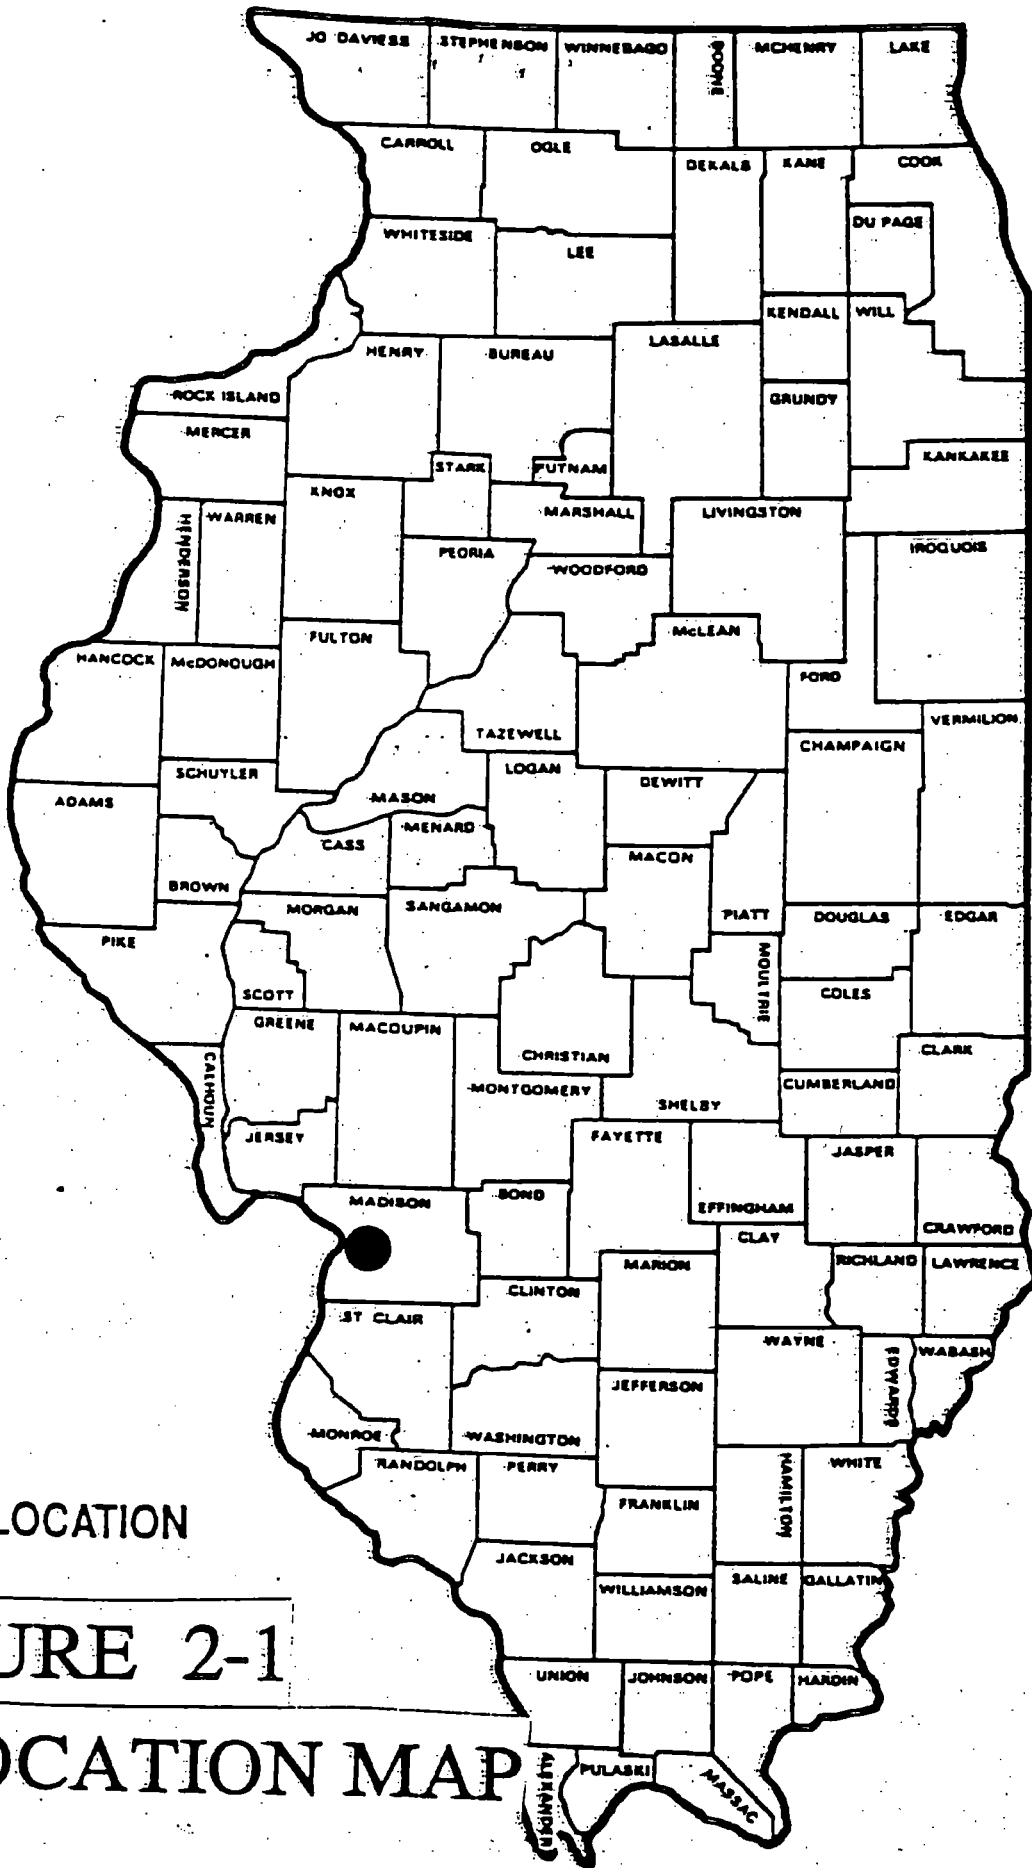 JO DAVIESS
STEPHENSON
WINNEBAGO
BOONE
MCHENRY
LAKE
CARROLL
OGLE
DEKALB
KANE
COOK
WHITESIDE
LEE
DU PAGE
KENDALL
WILL
HENRY
BUREAU
LASALLE
ROCK ISLAND
GRUNDY
MERCER
STARK
PUTNAM
KANKAKEE
KNOX
MARSHALL
LIVINGSTON
HENDERSON
WARREN
PEORIA
WOODFORD
IROQUOIS
FULTON
McLEAN
HANCOCK
McDONOUGH
FORD
TAZEWELL
VERMILION
CHAMPAIGN
SCHUYLER
LOGAN
DEWITT
ADAMS
MASON
MENARD
CASS
MACON
BROWN
MORGAN
SANGAMON
PIATT
DOUGLAS
EDGAR
PIKE
MOULTRIE
SCOTT
COLES
GREENE
MACOUPIN
CHRISTIAN
CLARK
CALHOUN
MONTGOMERY
CUMBERLAND
SHELBY
JERSEY
FAYETTE
JASPER
MADISON
BOND
EFFINGHAM
CRAWFORD
CLAY
MARION
RICHLAND
LAWRENCE
CLINTON
ST CLAIR
WAYNE
EDWARDS
WABASH
JEFFERSON
MONROE
WASHINGTON
RANDOLPH
PERRY
HAMILTON
WHITE
FRANKLIN
LOCATION
JACKSON
WILLIAMSON
SALINE
GALLATIN
URE 2-1
UNION
JOHNSON
POPE
HARDIN
OCATION MAP
ALEXANDER
PULASKI
MASSAC